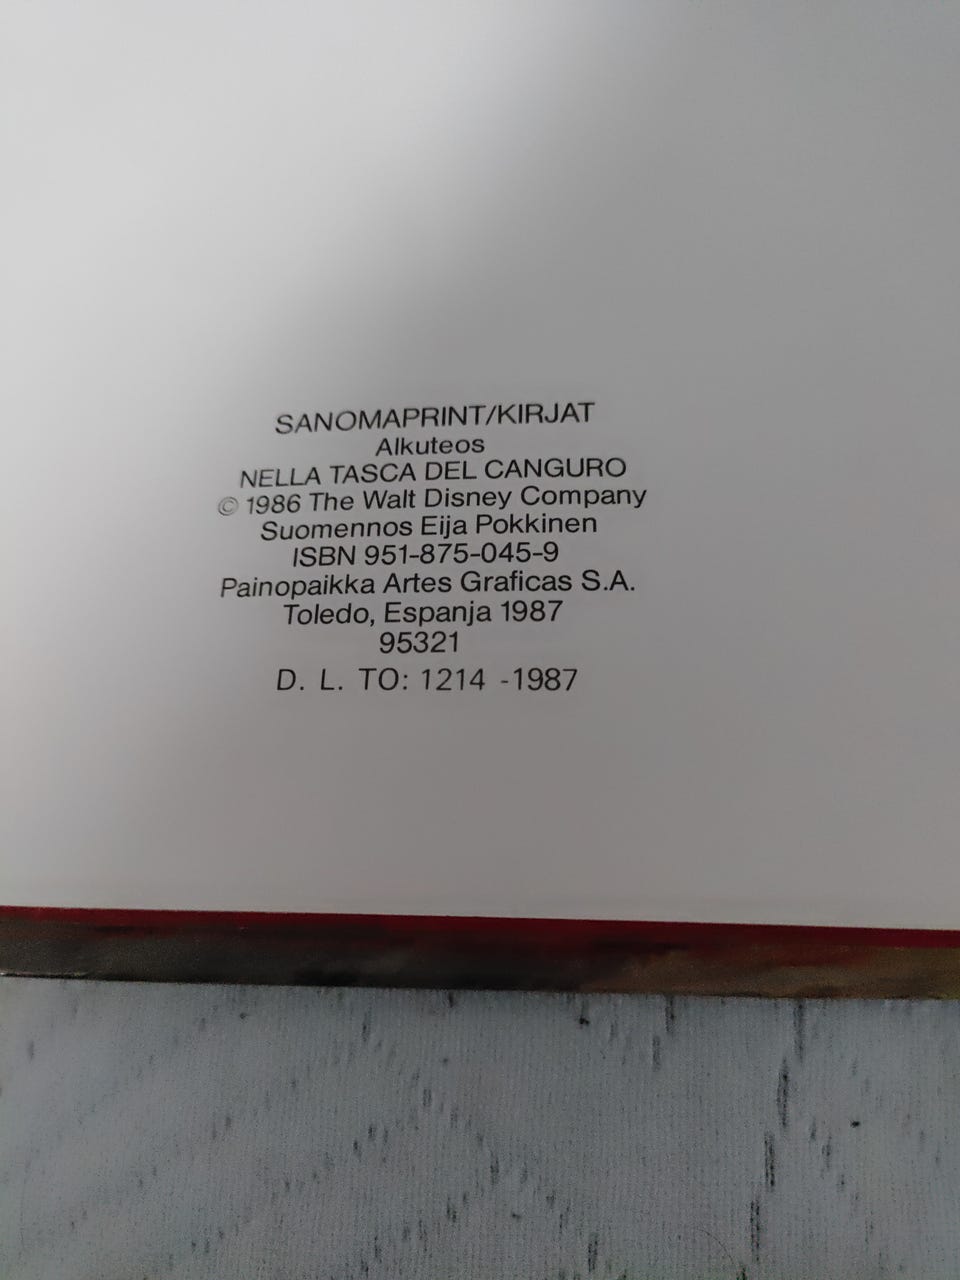 SANOMAPRINT/KIRJAT
Alkuteos
NELLA TASCA DEL CANGURO
© 1986 The Walt Disney Company
Suomennos Eija Pokkinen
ISBN 951-875-045-9
Painopaikka Artes Graficas S.A.
Toledo, Espanja 1987
95321
D. L. TO: 1214 -1987